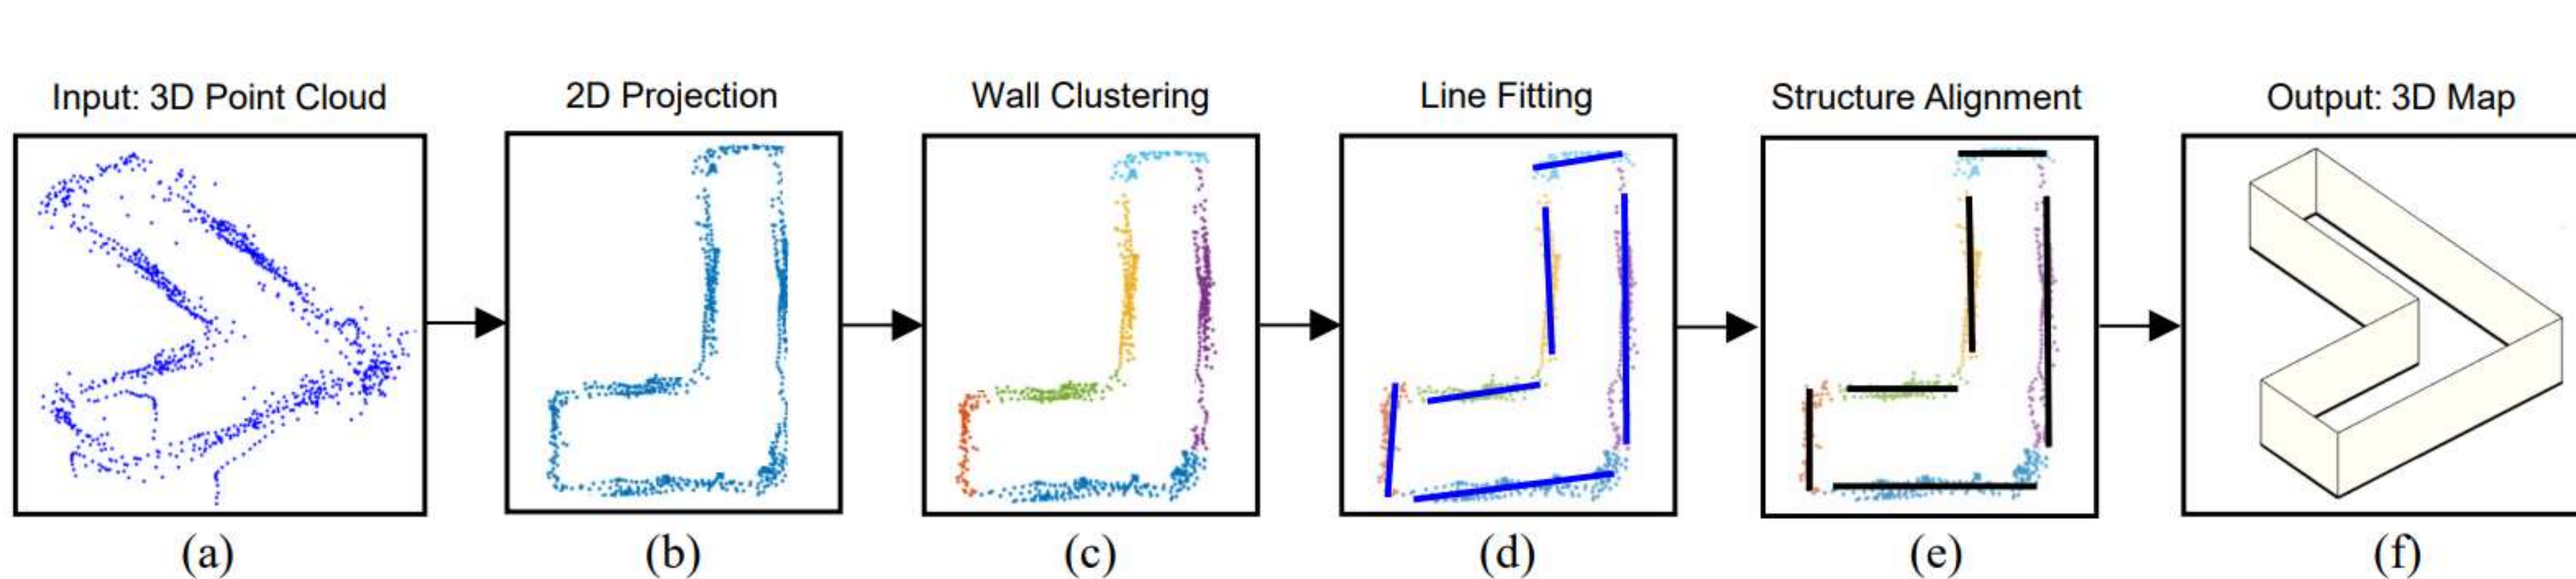 Input: 3D Point Cloud
2D Projection
Wall Clustering
Line Fitting
Structure Alignment
Output: 3D Map
(a)
(b)
(c)
(d)
(e)
(f)